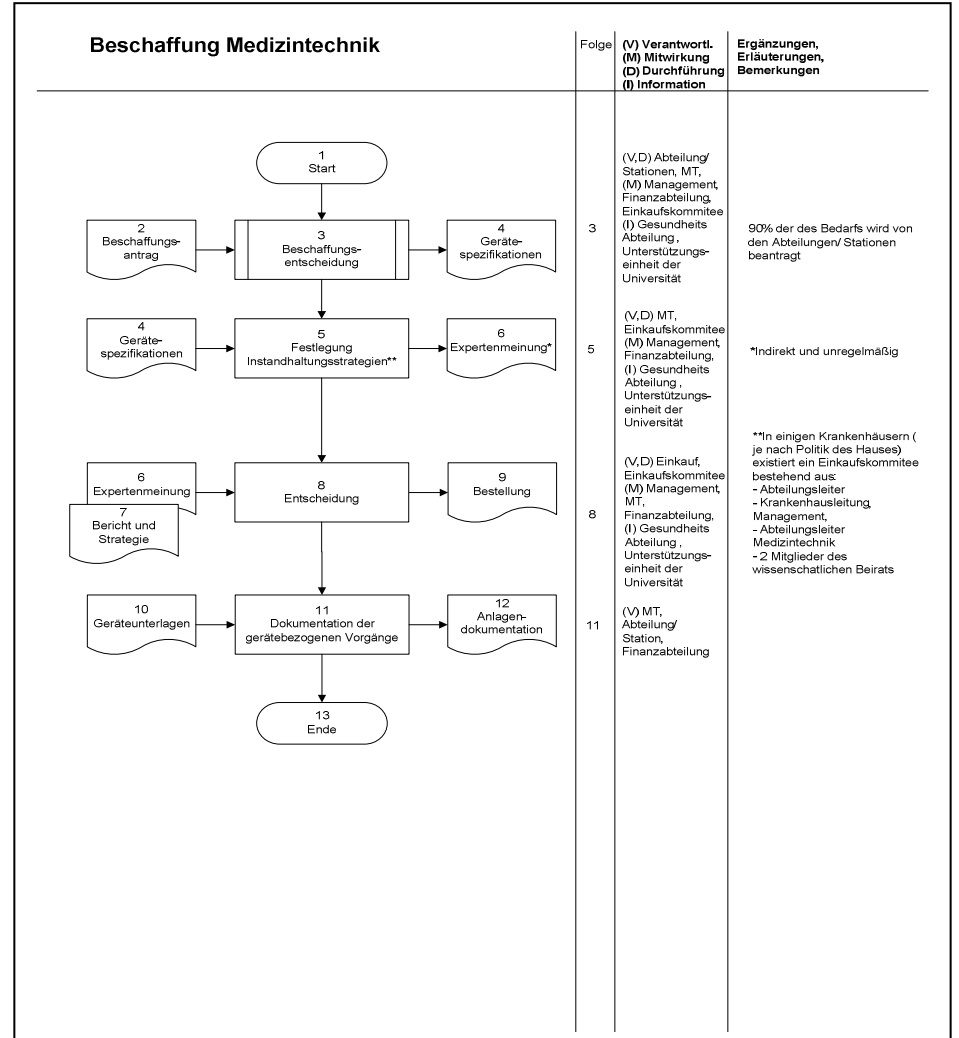 Beschaffung Medizintechnik
Folge
(V) Verantwortl.
(M) Mitwirkung
(D) Durchführung
(I) Information
Ergänzungen,
Erläuterungen,
Bemerkungen
1
Start
2
Beschaffungs-
antrag
3
Beschaffungs-
entscheidung
4
Geräte-
spezifikationen
3
(V,D) Abteilung/
Stationen, MT,
(M) Management,
Finanzabteilung,
Einkaufskommitee
(I) Gesundheits
Abteilung ,
Unterstützungs-
einheit der
Universität
90% der des Bedarfs wird von
den Abteilungen/ Stationen
beantragt
4
Geräte-
spezifikationen
5
Festlegung
Instandhaltungsstrategien**
6
Expertenmeinung*
5
(V,D) MT,
Einkaufskommitee
(M) Management,
Finanzabteilung,
(I) Gesundheits
Abteilung ,
Unterstützungs-
einheit der
Universität
*Indirekt und unregelmäßig
6
Expertenmeinung
7
Bericht und
Strategie
8
Entscheidung
9
Bestellung
8
(V,D) Einkauf,
Einkaufskommitee
(M) Management,
MT,
Finanzabteilung,
(I) Gesundheits
Abteilung ,
Unterstützungs-
einheit der
Universität
**In einigen Krankenhäusern (
je nach Politik des Hauses)
existiert ein Einkaufskommitee
bestehend aus:
- Abteilungsleiter
- Krankenhausleitung,
Management,
- Abteilungsleiter
Medizintechnik
- 2 Mitglieder des
wissenschatlichen Beirats
10
Geräteunterlagen
11
Dokumentation der
gerätebezogenen Vorgänge
12
Anlagen-
dokumentation
11
(V) MT,
Abteilung/
Station,
Finanzabteilung
13
Ende